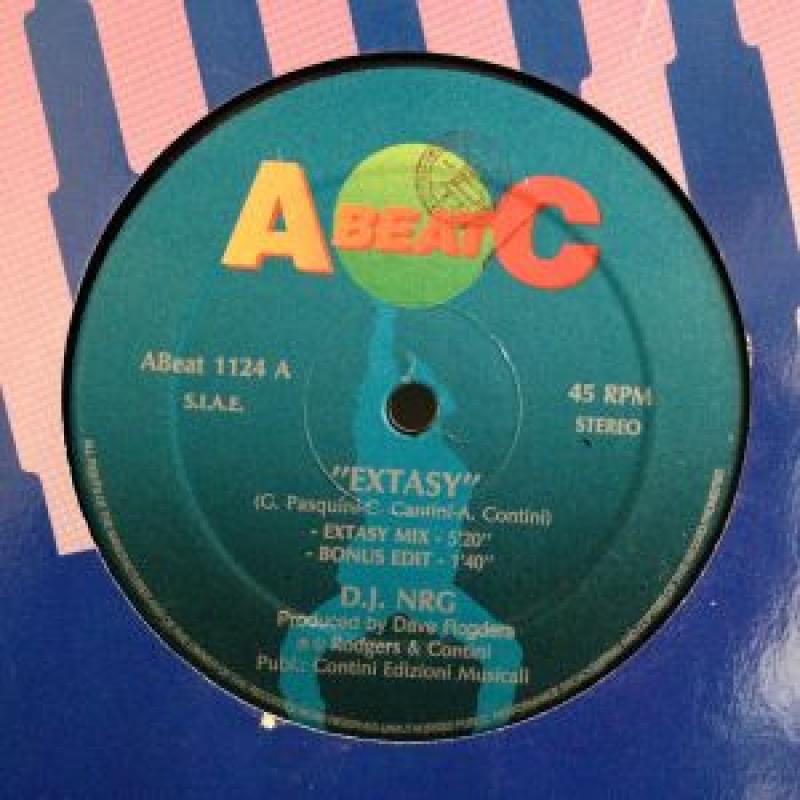 A BEAT C
ABeat 1124 A
S.I.A.E.
45 RPM
STEREO
"EXTASY"
(G. Pasquini-C. Cantini-A. Contini)
- EXTASY MIX - 5'20"
- BONUS EDIT - 1'40"
D.J. NRG
Produced by Dave Rogders
℗ © Rodgers & Contini
Publ.: Contini Edizioni Musicali